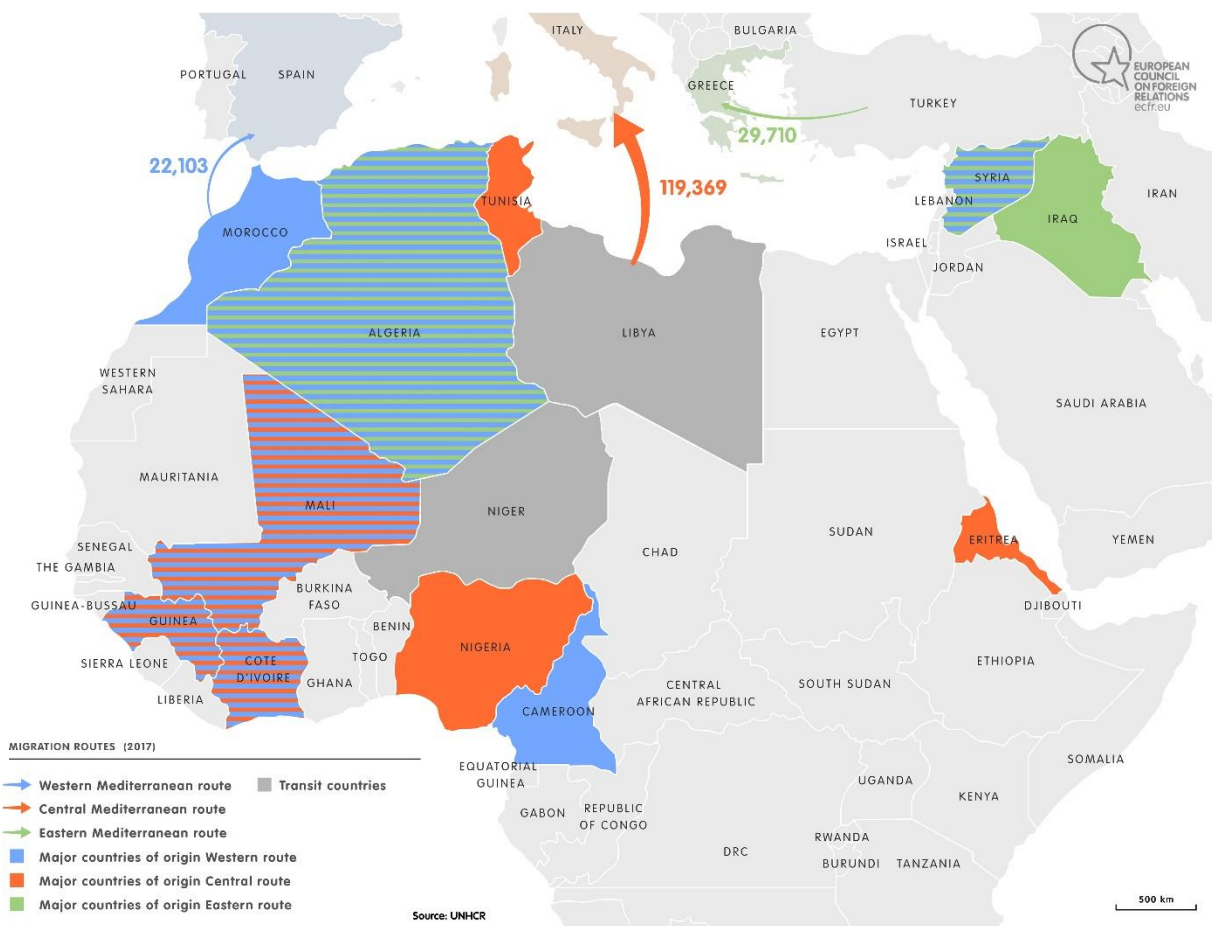 ITALY
BULGARIA
PORTUGAL
SPAIN
GREECE
TURKEY
EUROPEAN
COUNCIL
ON FOREIGN
RELATIONS
ecfr.eu
22,103
29,710
119,369
TUNISIA
SYRIA
LEBANON
IRAQ
IRAN
MOROCCO
ISRAEL
JORDAN
ALGERIA
LIBYA
EGYPT
WESTERN
SAHARA
SAUDI ARABIA
MAURITANIA
MALI
NIGER
CHAD
SUDAN
ERITREA
YEMEN
SENEGAL
THE GAMBIA
GUINEA-BUSSAU
GUINEA
BURKINA
FASO
BENIN
DJIBOUTI
SIERRA LEONE
COTE
D'IVOIRE
TOGO
GHANA
NIGERIA
ETHIOPIA
LIBERIA
CAMEROON
CENTRAL
AFRICAN REPUBLIC
SOUTH SUDAN
EQUATORIAL
GUINEA
SOMALIA
UGANDA
KENYA
GABON
REPUBLIC
OF CONGO
DRC
RWANDA
BURUNDI
TANZANIA
MIGRATION ROUTES (2017)
Western Mediterranean route
Transit countries
Central Mediterranean route
Eastern Mediterranean route
Major countries of origin Western route
Major countries of origin Central route
Major countries of origin Eastern route
Source: UNHCR
500 km